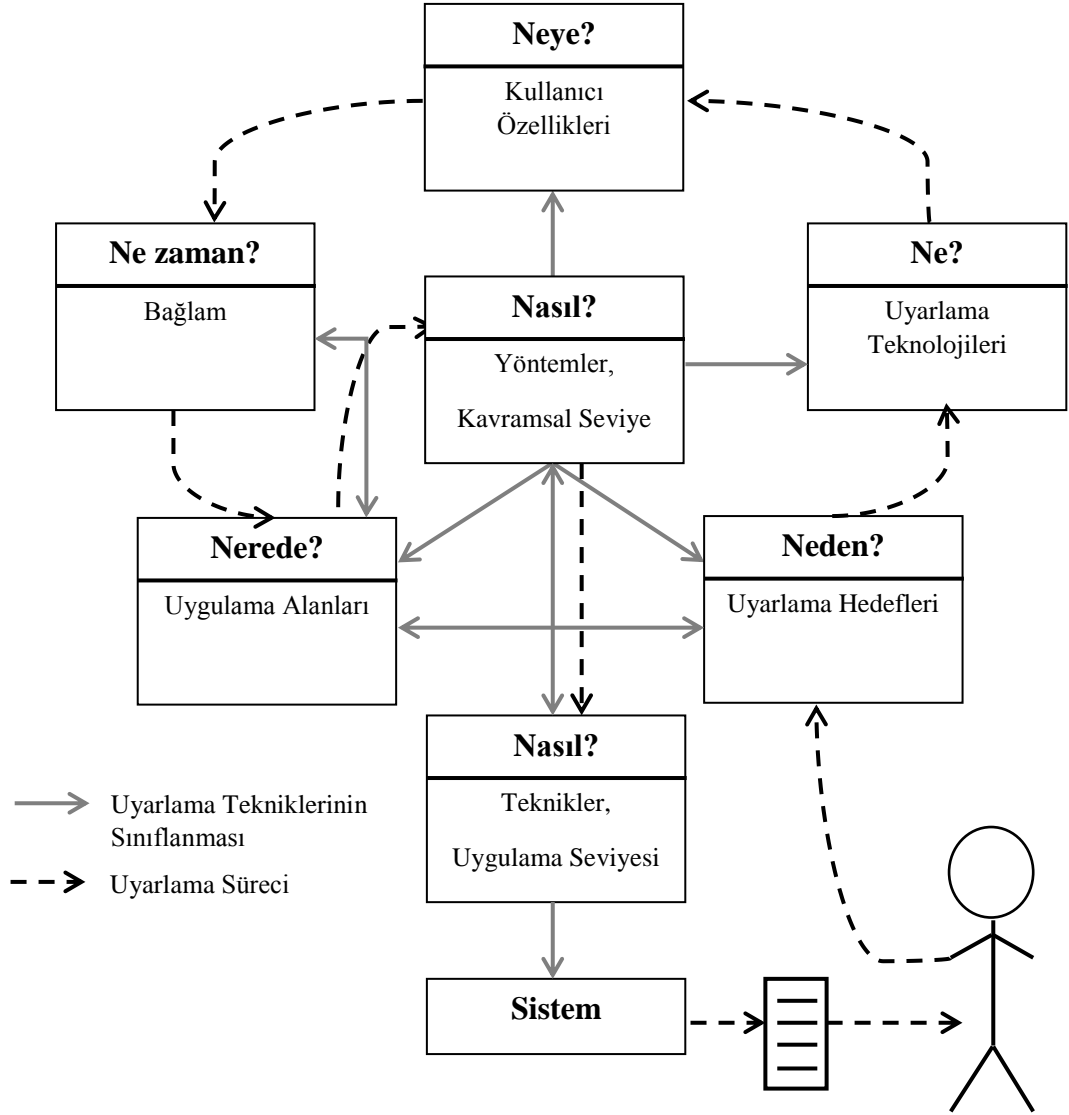 Neye?
Kullanıcı
Özellikleri
Ne zaman?
Bağlam
Nasıl?
Yöntemler,
Kavramsal Seviye
Ne?
Uyarlama
Teknolojileri
Nerede?
Uygulama Alanları
Neden?
Uyarlama Hedefleri
Nasıl?
Teknikler,
Uygulama Seviyesi
Uyarlama Tekniklerinin
Sınıflanması
Uyarlama Süreci
Sistem